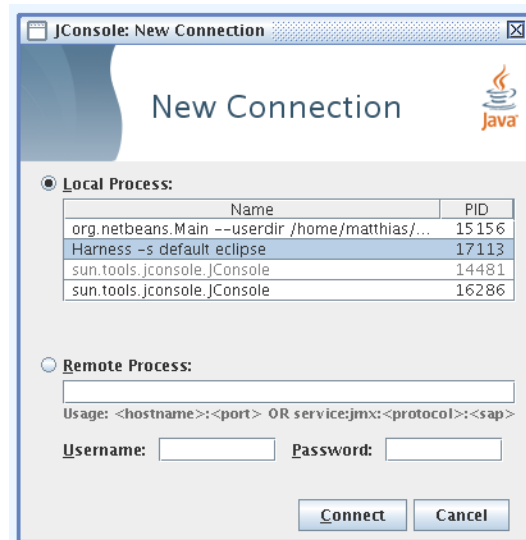 JConsole: New Connection
New Connection
Java
Local Process:
Name PID
org.netbeans.Main --userdir /home/matthias/... 15156
Harness -s default eclipse 17113
sun.tools.jconsole.JConsole 14481
sun.tools.jconsole.JConsole 16286
Remote Process:
Usage: <hostname>:<port> OR service:jmx:<protocol>:<sap>
Username: Password:
Connect Cancel